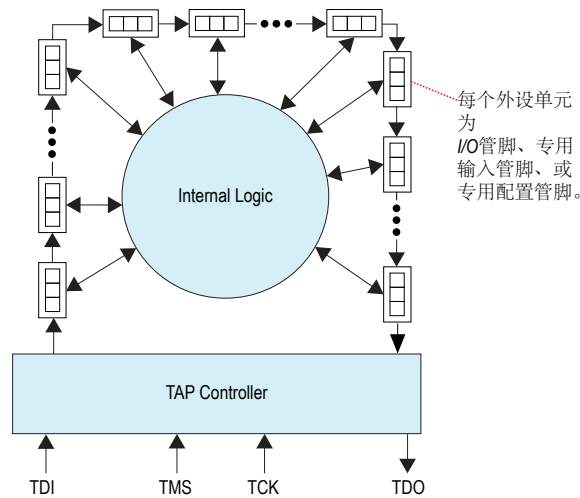 每个外设单元
为
I/O管脚、专用
输入管脚、或
专用配置管脚。
Internal Logic
TAP Controller
TDI
TMS
TCK
TDO